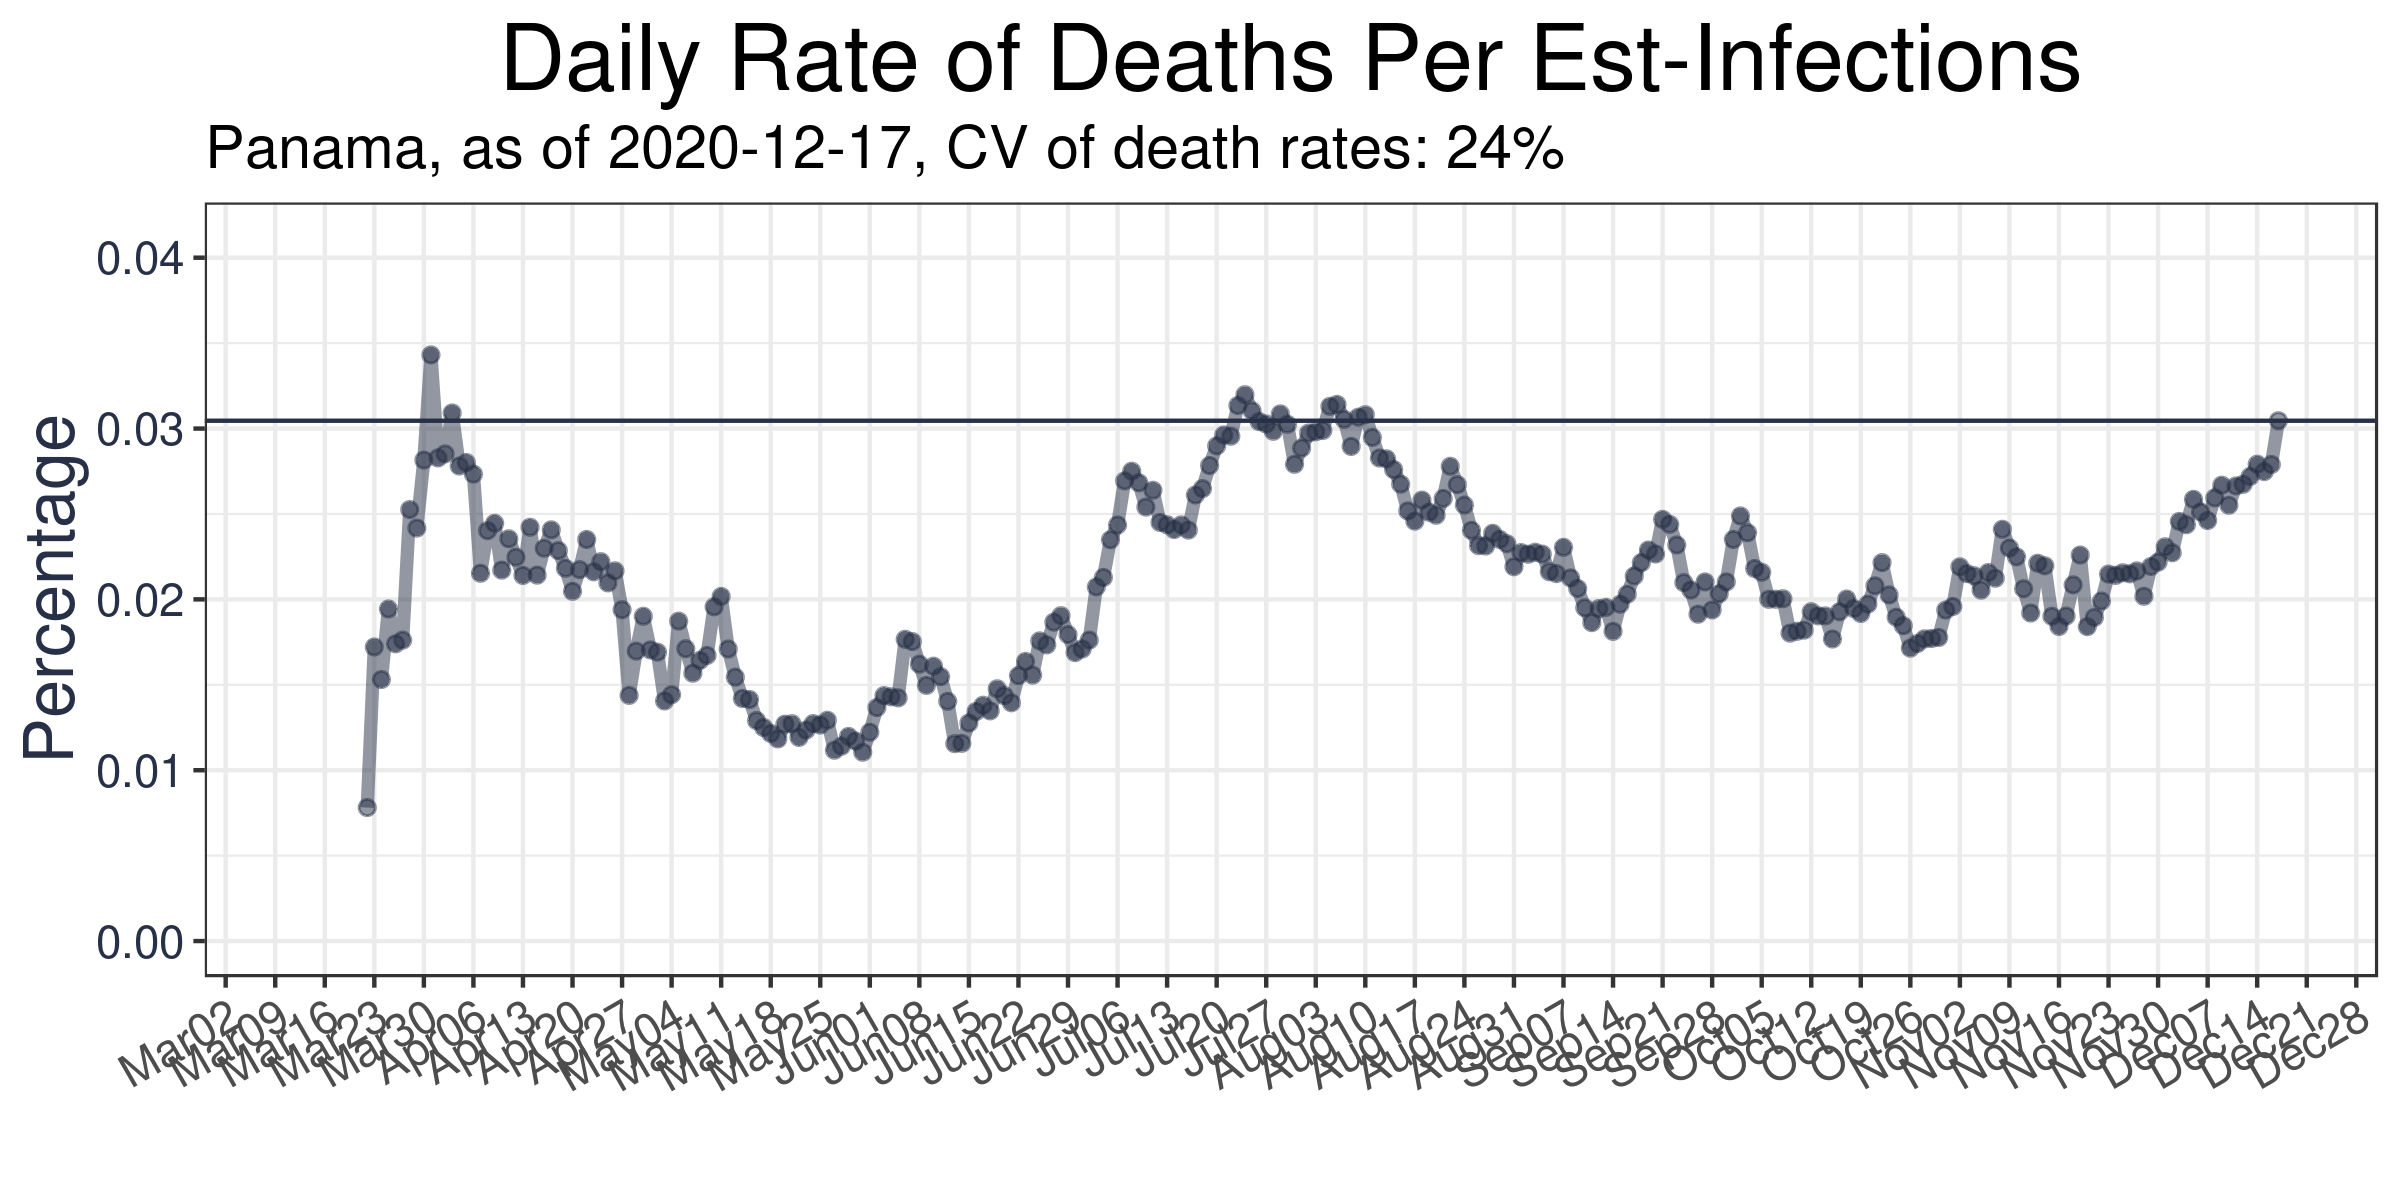 Daily Rate of Deaths Per Est-Infections
Panama, as of 2020-12-17, CV of death rates: 24%
Percentage
0.04
0.03
0.02
0.01
0.00
Mar02
Mar09
Mar16
Mar23
Mar30
Apr06
Apr13
Apr20
Apr27
May04
May11
May18
May25
Jun01
Jun08
Jun15
Jun22
Jun29
Jul06
Jul13
Jul20
Jul27
Aug03
Aug10
Aug17
Aug24
Aug31
Sep07
Sep14
Sep21
Sep28
Oct05
Oct12
Oct19
Oct26
Nov02
Nov09
Nov16
Nov23
Nov30
Dec07
Dec14
Dec21
Dec28